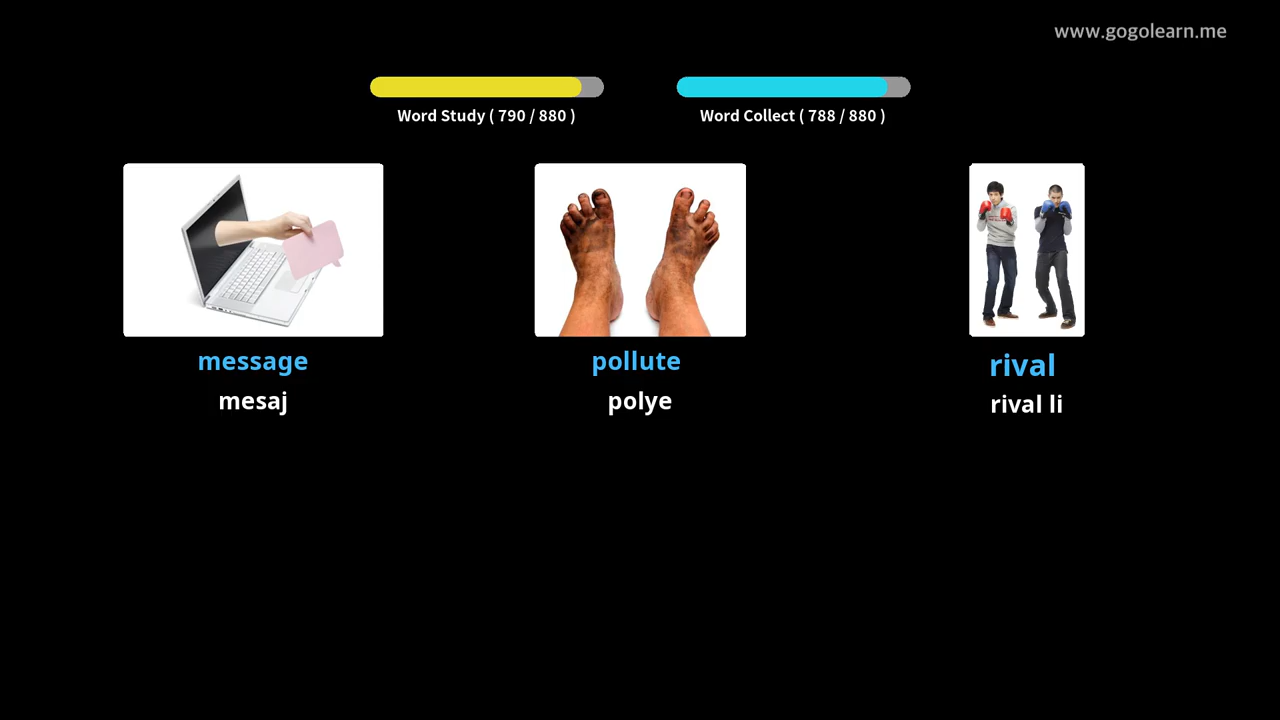 www.gogolearn.me
Word Study ( 790 / 880 )
Word Collect ( 788 / 880 )
message
mesaj
pollute
polye
rival
rival li